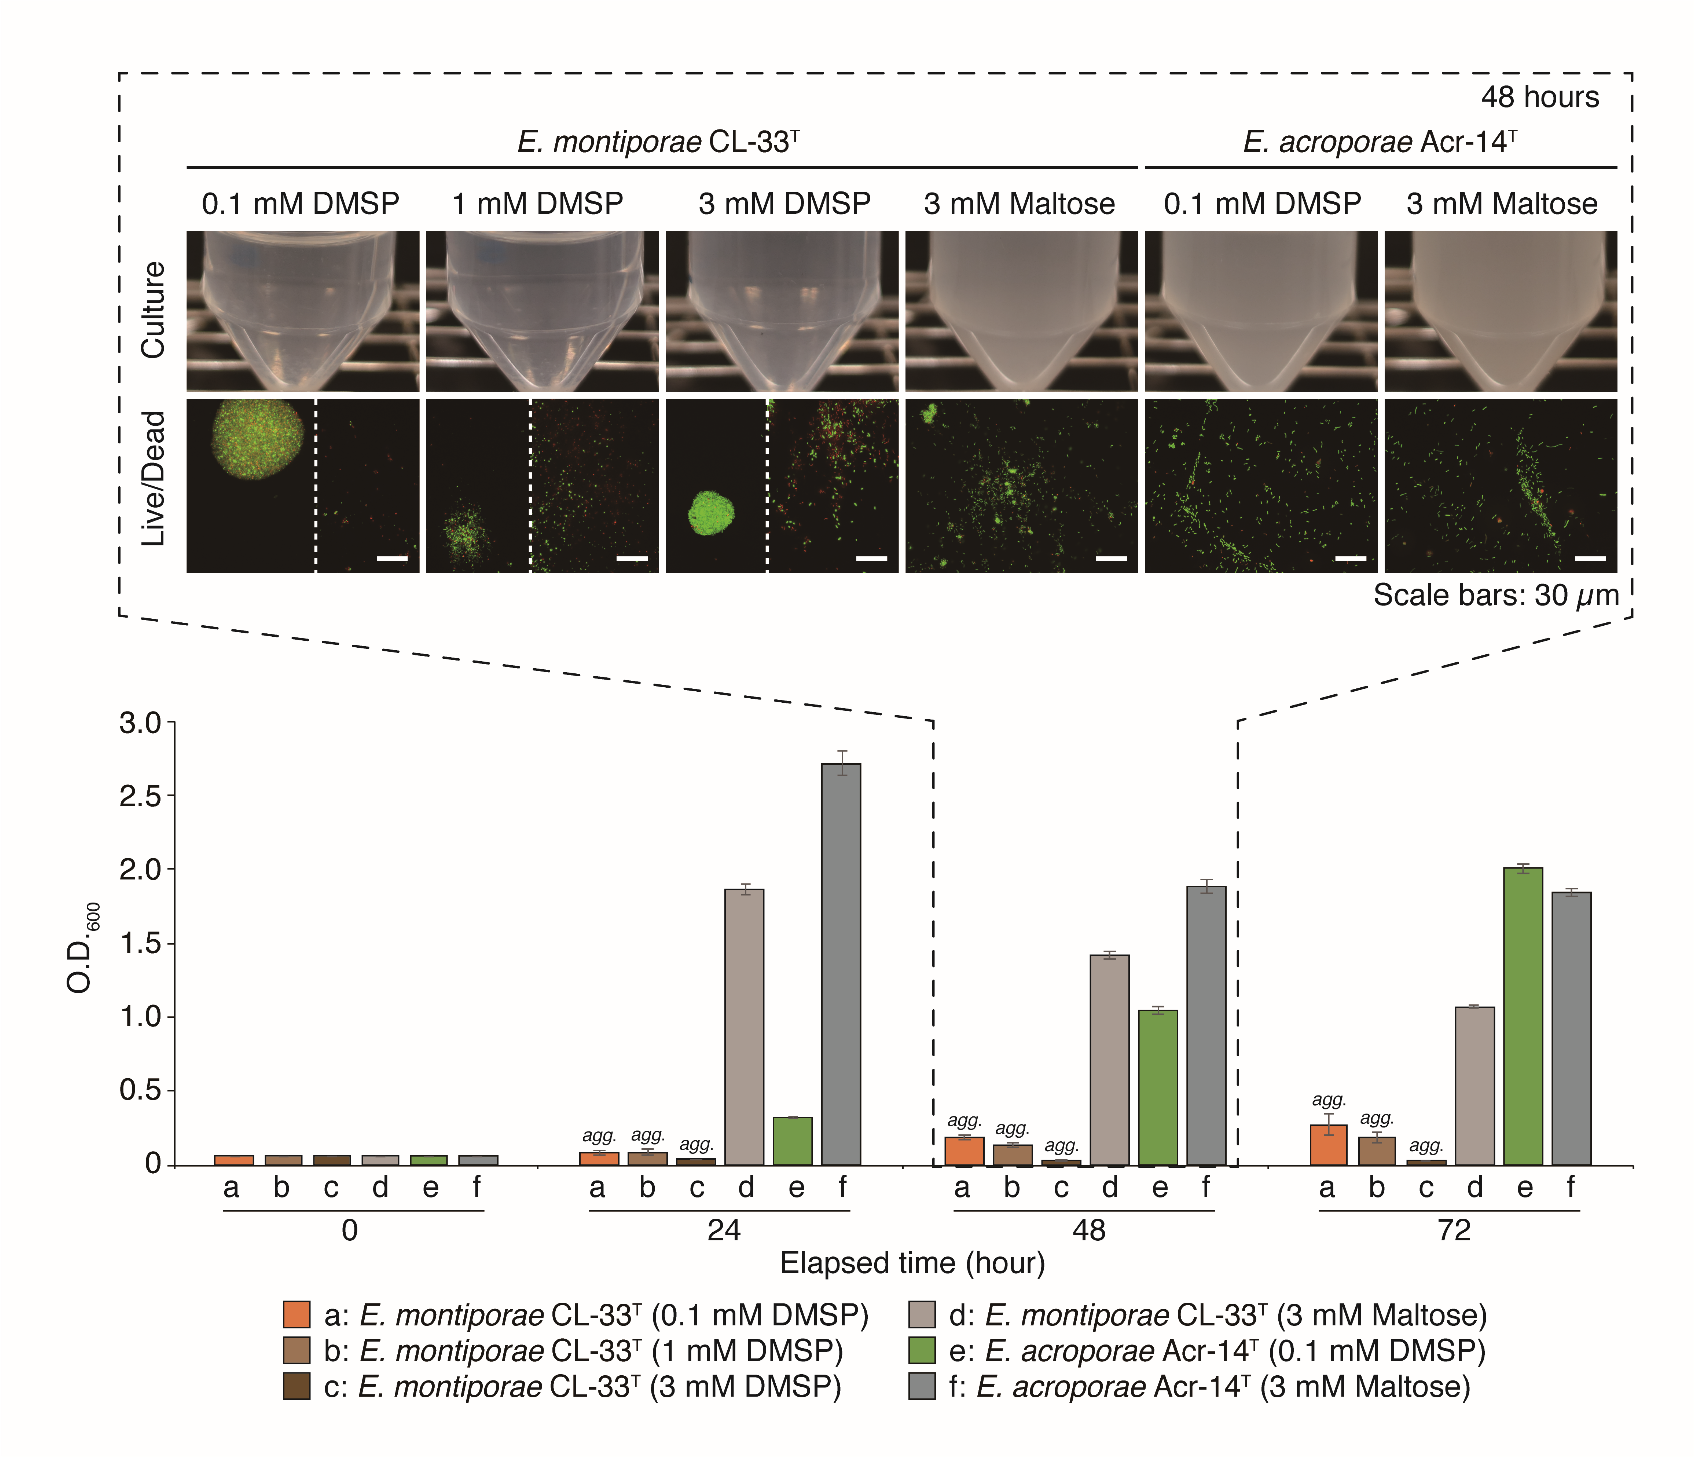 48 hours
E. montiporae CL-33ᵀ E. acroporae Acr-14ᵀ
0.1 mM DMSP 1 mM DMSP 3 mM DMSP 3 mM Maltose 0.1 mM DMSP 3 mM Maltose
Culture
Live/Dead
Scale bars: 30 µm
3.0
2.5
2.0
1.5
1.0
0.5
0
O.D.₆₀₀
agg. agg. agg. agg. agg. agg. agg. agg. agg.
a b c d e f a b c d e f a b c d e f a b c d e f
0 24 48 72
Elapsed time (hour)
a: E. montiporae CL-33ᵀ (0.1 mM DMSP) d: E. montiporae CL-33ᵀ (3 mM Maltose)
b: E. montiporae CL-33ᵀ (1 mM DMSP) e: E. acroporae Acr-14ᵀ (0.1 mM DMSP)
c: E. montiporae CL-33ᵀ (3 mM DMSP) f: E. acroporae Acr-14ᵀ (3 mM Maltose)